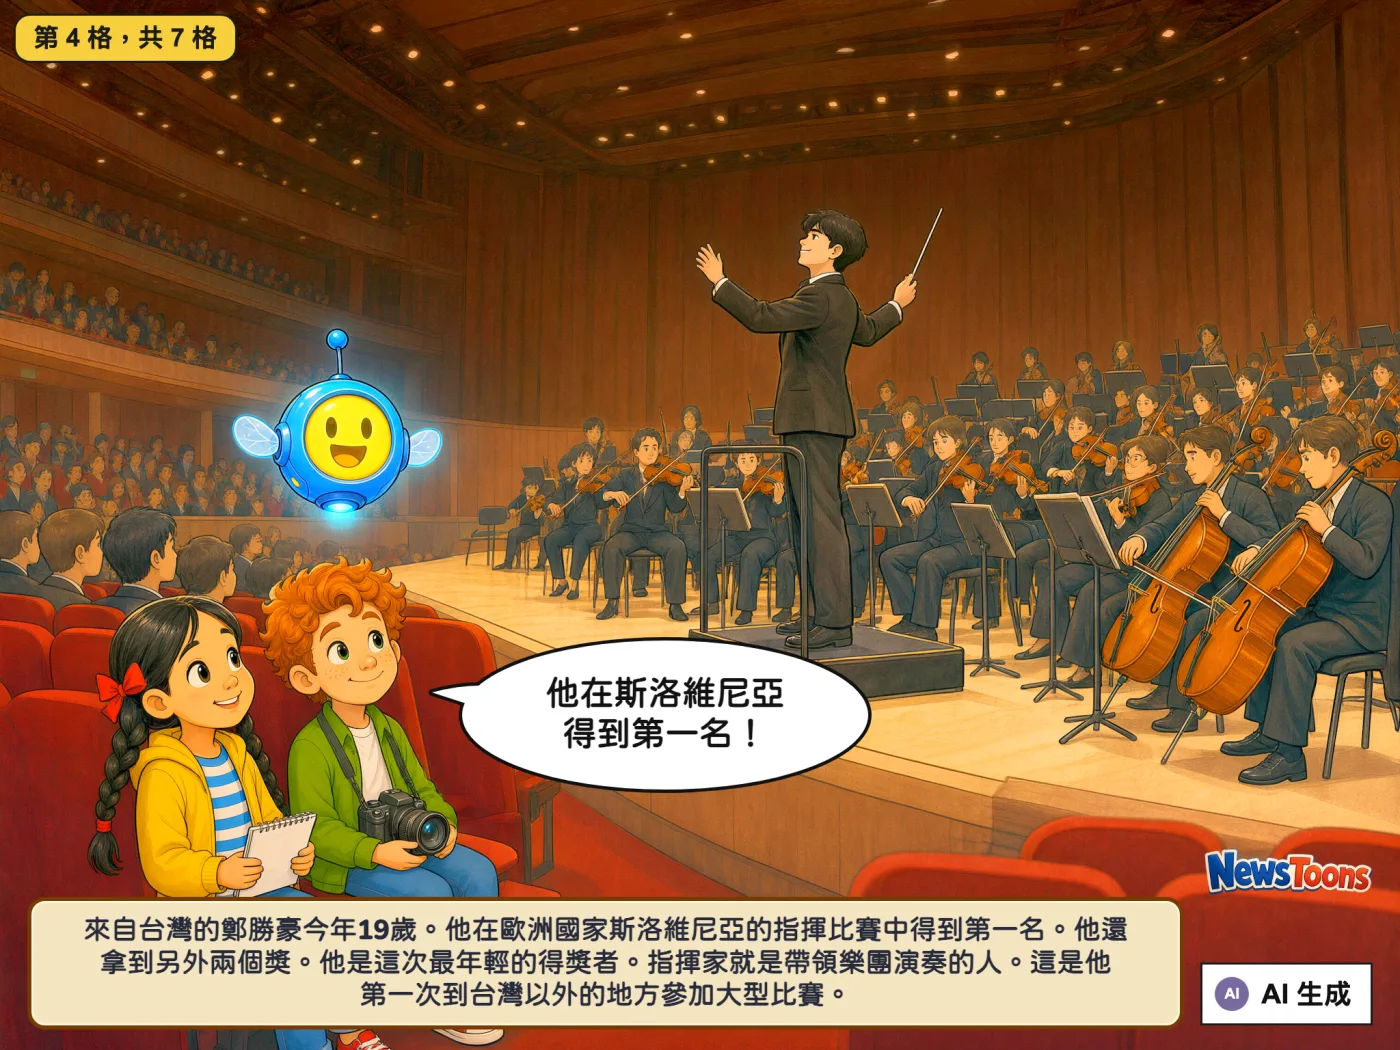 第 4 格，共 7 格
他在斯洛維尼亞
得到第一名！
NewsToons
來自台灣的鄭勝豪今年19歲。他在歐洲國家斯洛維尼亞的指揮比賽中得到第一名。他還
拿到另外兩個獎。他是這次最年輕的得獎者。指揮家就是帶領樂團演奏的人。這是他
第一次到台灣以外的地方參加大型比賽。
AI AI 生成